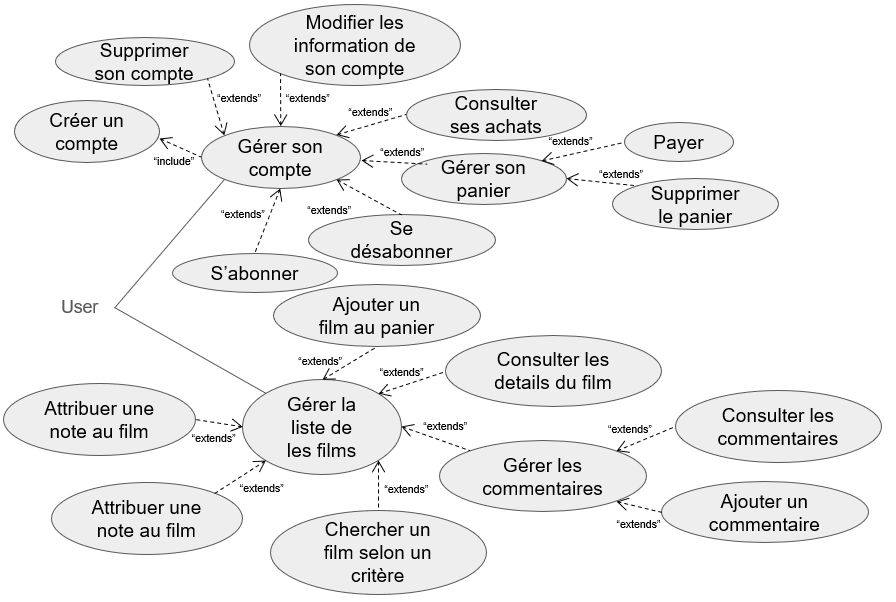 Modifier les
information de
son compte
Supprimer
son compte
“extends”
“extends”
Consulter
ses achats
“extends”
Créer un
compte
“include”
Gérer son
compte
“extends”
Gérer son
panier
“extends”
Payer
“extends”
Supprimer
le panier
“extends”
“extends”
Se
désabonner
S’abonner
User
Ajouter un
film au panier
“extends”
Consulter les
details du film
“extends”
Attribuer une
note au film
“extends”
Gérer la
liste de
les films
“extends”
Gérer les
commentaires
“extends”
Consulter les
commentaires
“extends”
Ajouter un
commentaire
Attribuer une
note au film
“extends”
“extends”
Chercher un
film selon un
critère